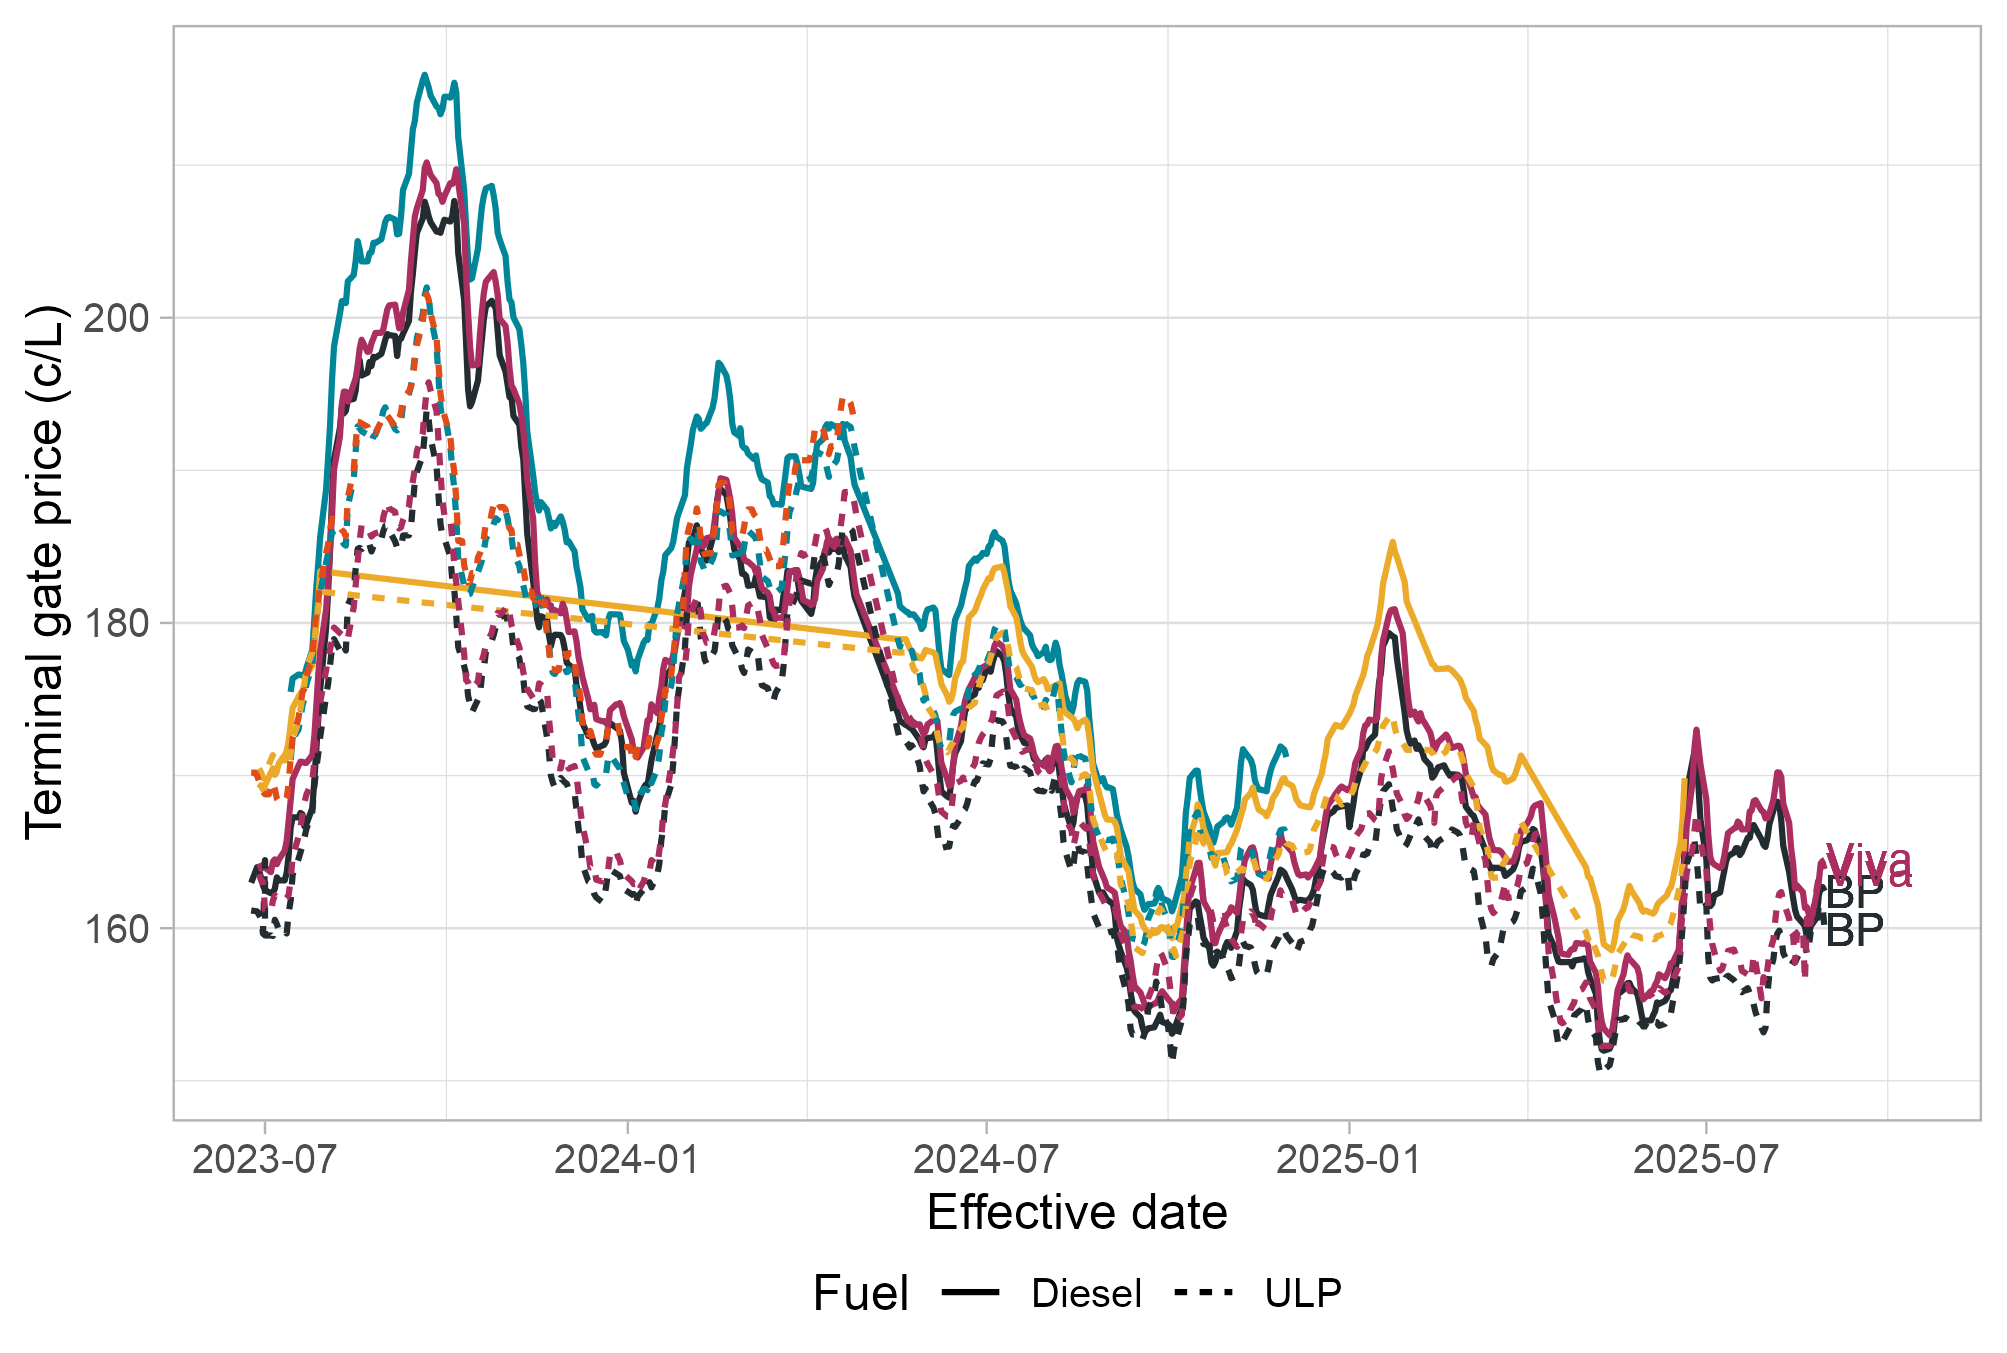 Terminal gate price (c/L)
200
180
160
Viva
Viva
BP
BP
2023-07
2024-01
2024-07
2025-01
2025-07
Effective date
Fuel
Diesel
ULP